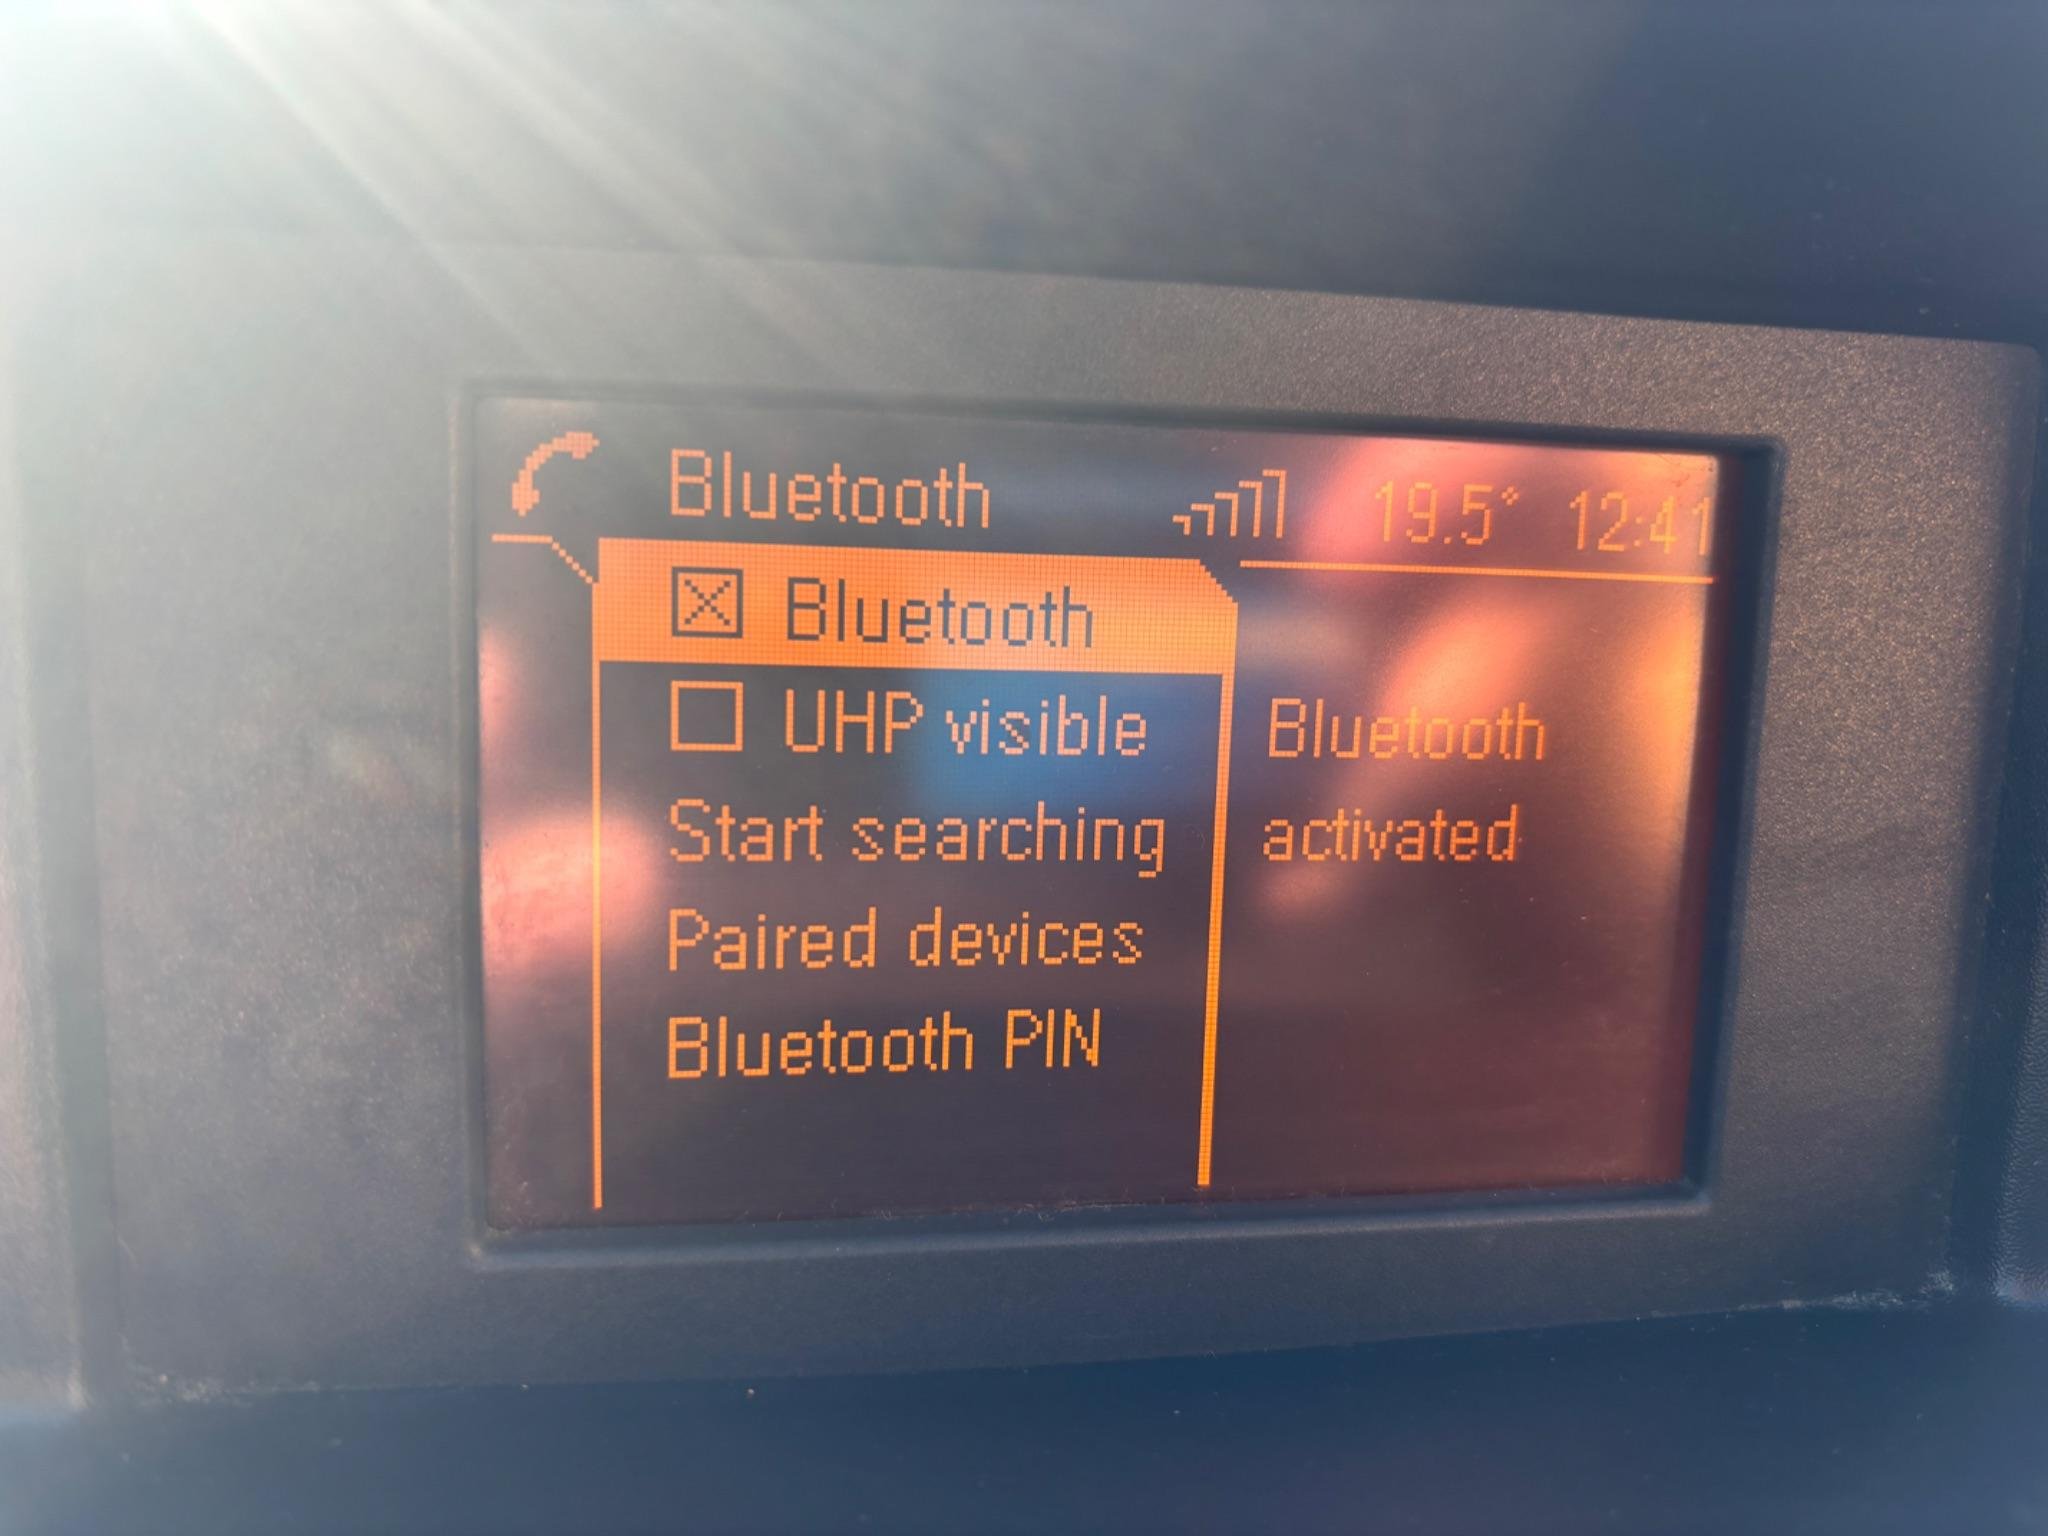 Bluetooth 19.5° 12:41
Bluetooth
UHP visible
Start searching
Paired devices
Bluetooth PIN
Bluetooth
activated